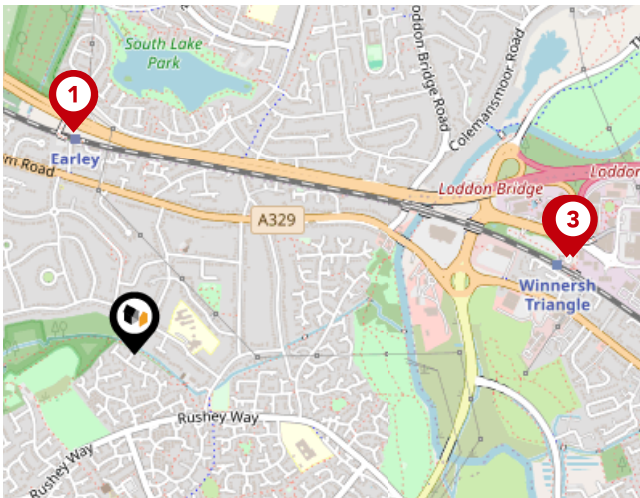 South Lake
Park
Loddon Bridge Road
Colemansmoor Road
1
Earley
Road
Loddon Bridge
A329
3
Winnersh
Triangle
Rushey Way
Rushey Way